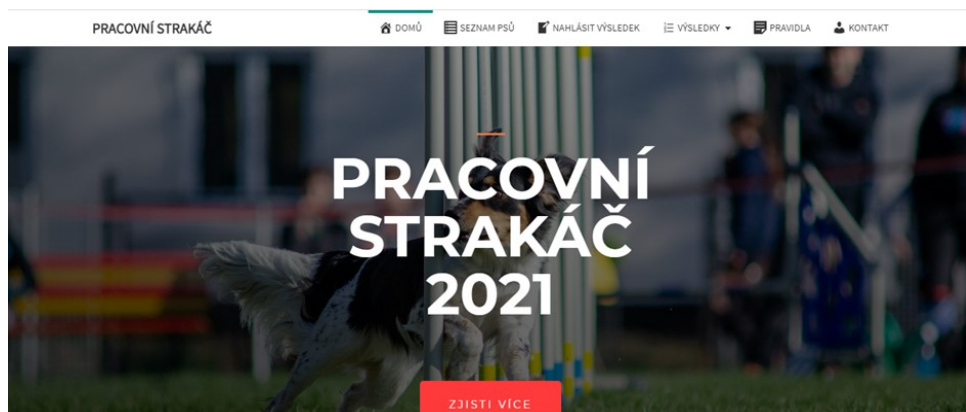 PRACOVNÍ STRAKÁČ
DOMŮ SEZNAM PSŮ NAHLÁSIT VÝSLEDEK VÝSLEDKY PRAVIDLA KONTAKT
PRACOVNÍ
STRAKÁČ
2021
ZJISTI VÍCE